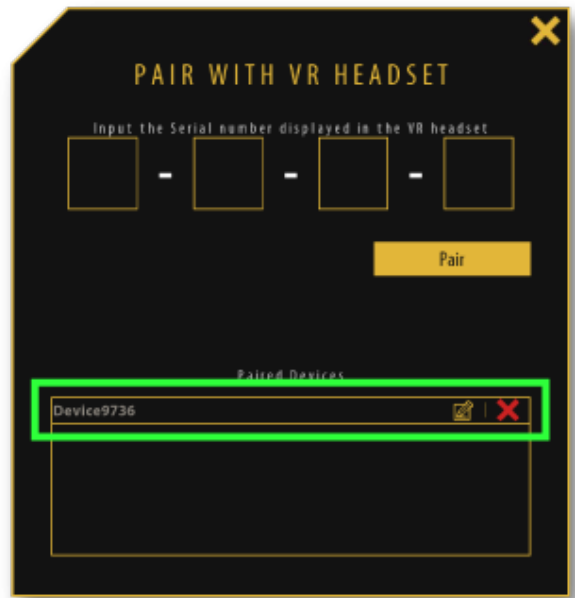 PAIR WITH VR HEADSET
Input the Serial number displayed in the VR headset
- - -
Pair
Paired Devices
Device9736